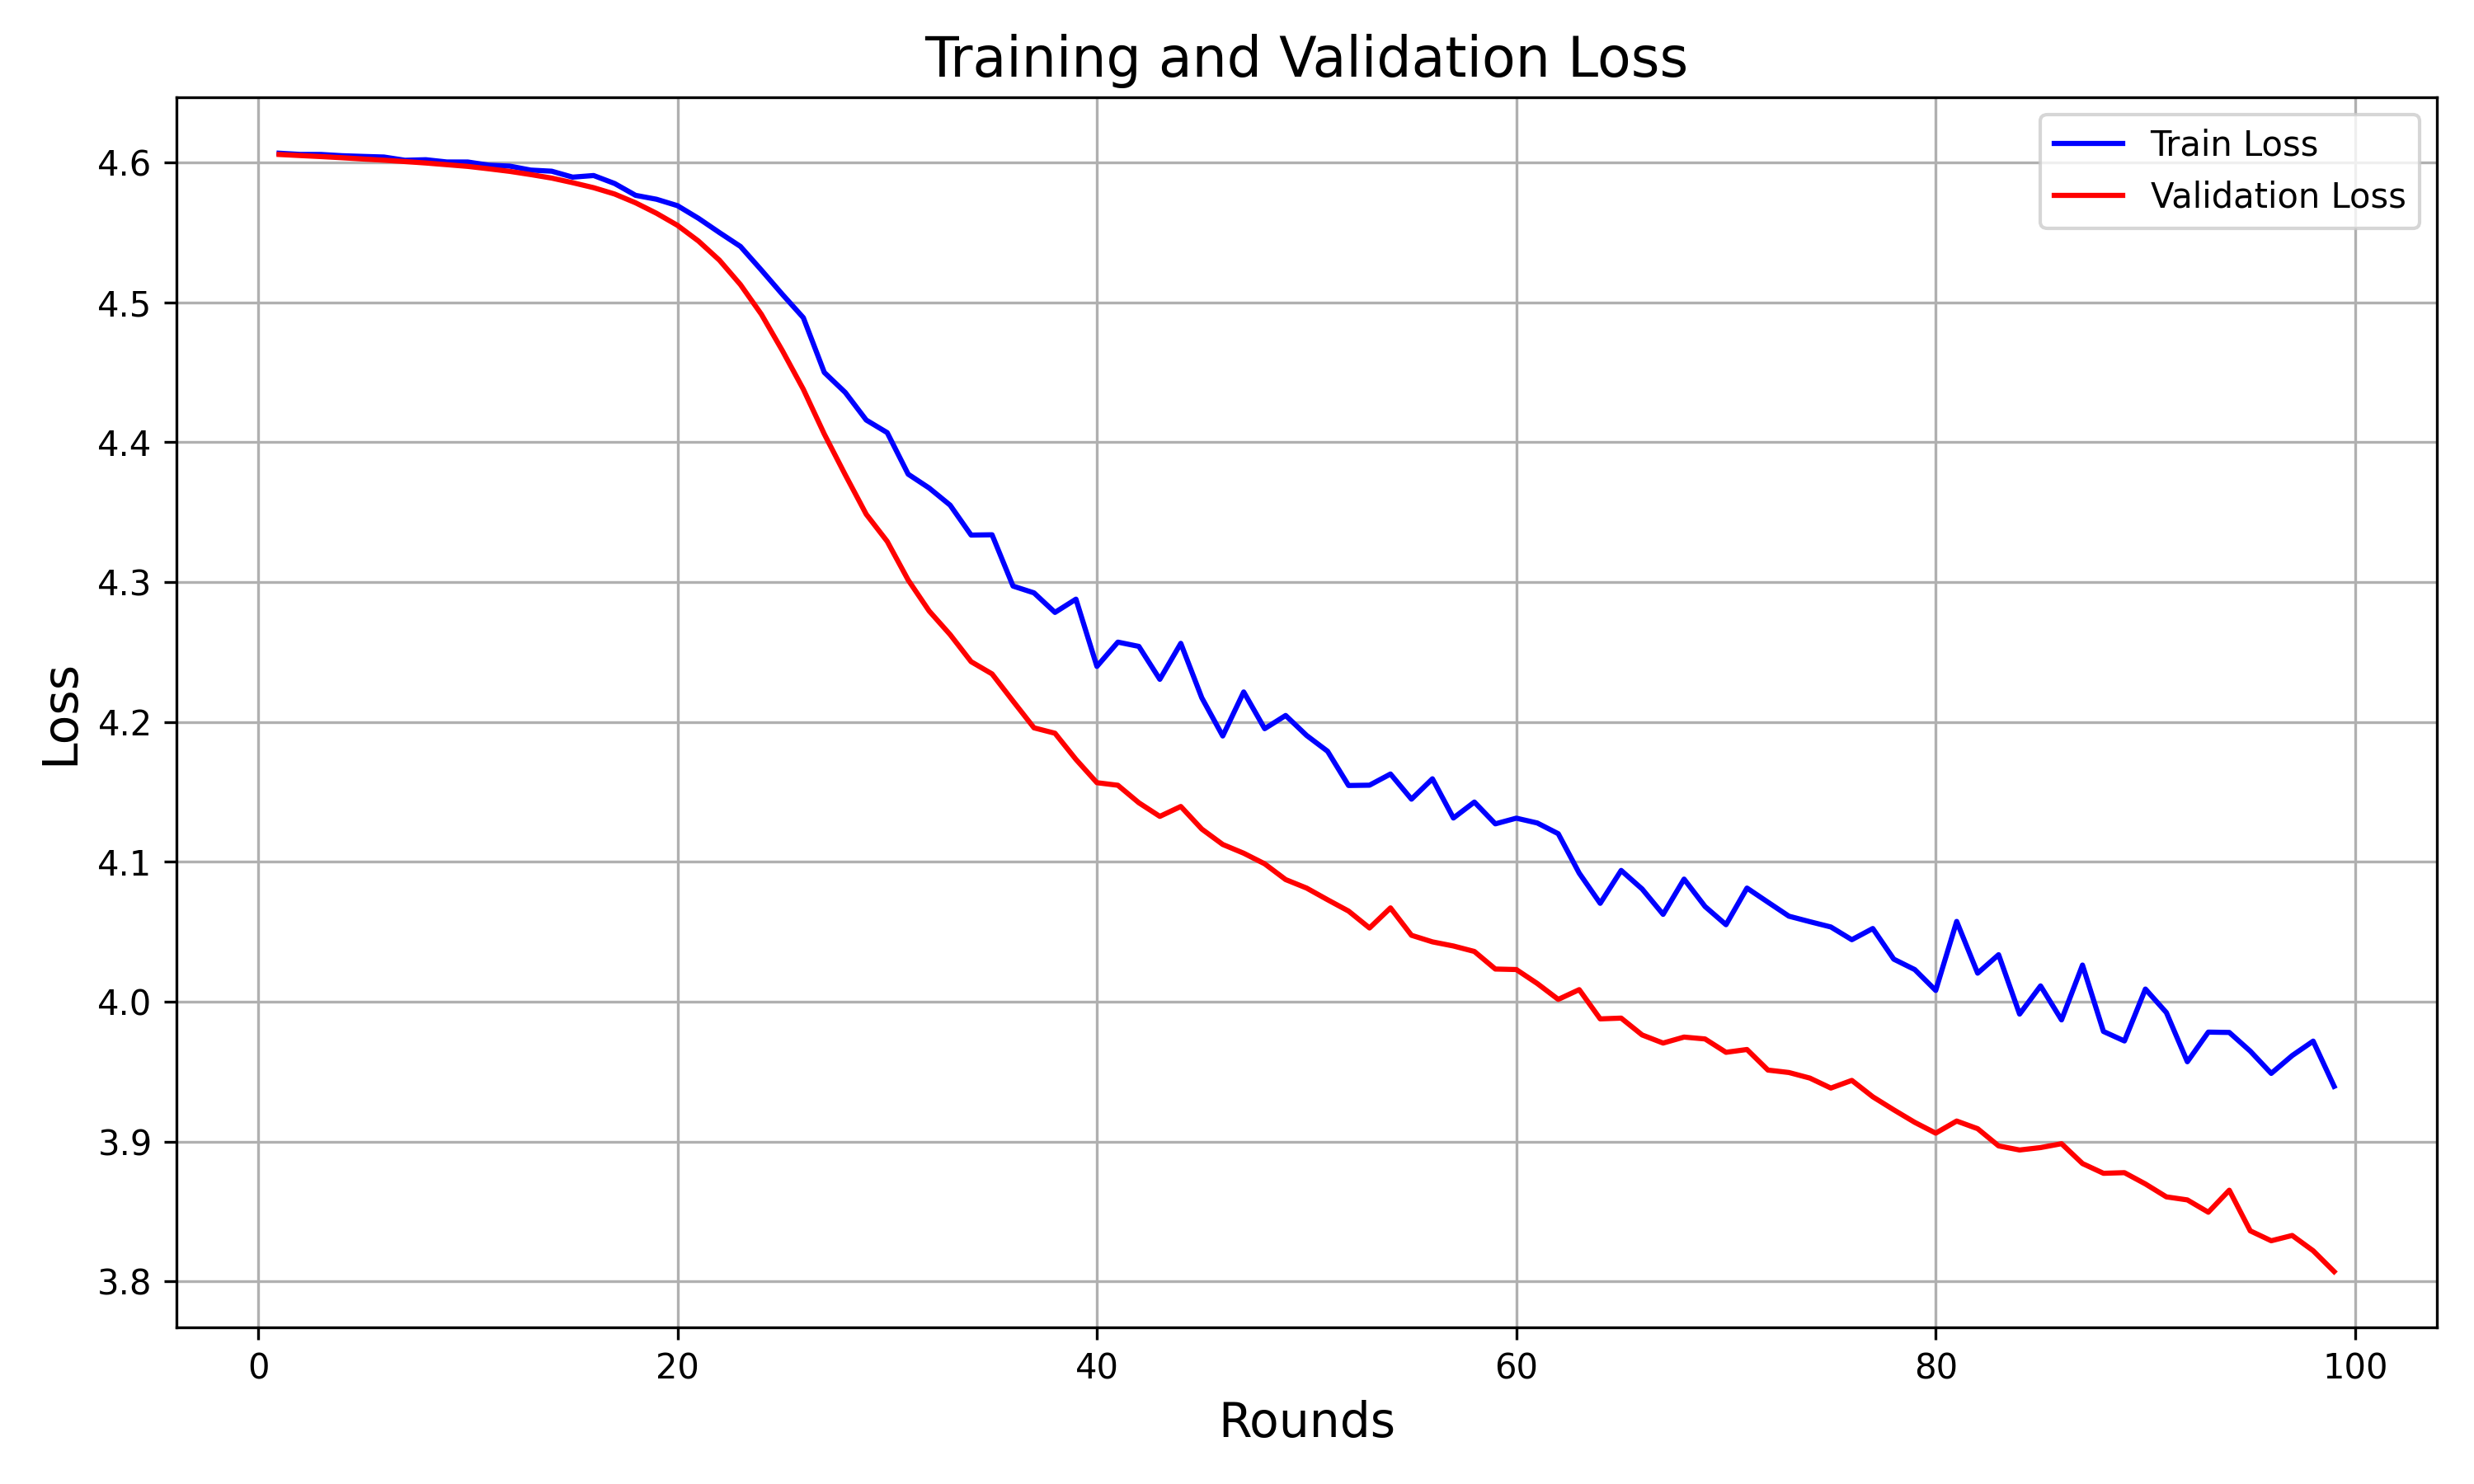 Training and Validation Loss
Train Loss
Validation Loss
4.6
4.5
4.4
4.3
4.2
4.1
4.0
3.9
3.8
Loss
0 20 40 60 80 100
Rounds